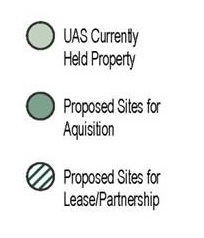 UAS Currently
Held Property
Proposed Sites for
Aquisition
Proposed Sites for
Lease/Partnership